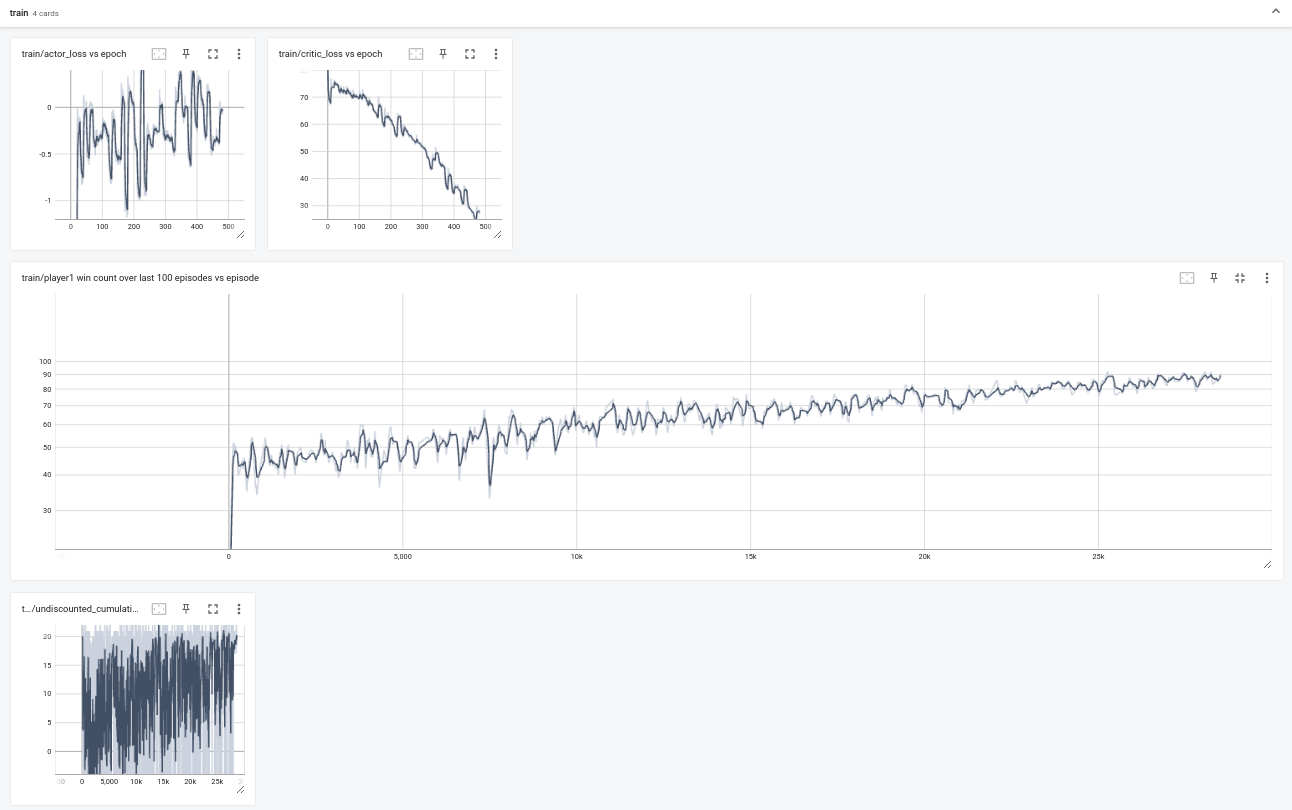 train 4 cards
train/actor_loss vs epoch
0
-0.5
-1
0 100 200 300 400 500
train/critic_loss vs epoch
70
60
50
40
30
0 100 200 300 400 500
train/player1 win count over last 100 episodes vs episode
100
90
80
70
60
50
40
30
0 5,000 10k 15k 20k 25k
t.../undiscounted_cumulati...
20
15
10
5
0
0 5,000 10k 15k 20k 25k